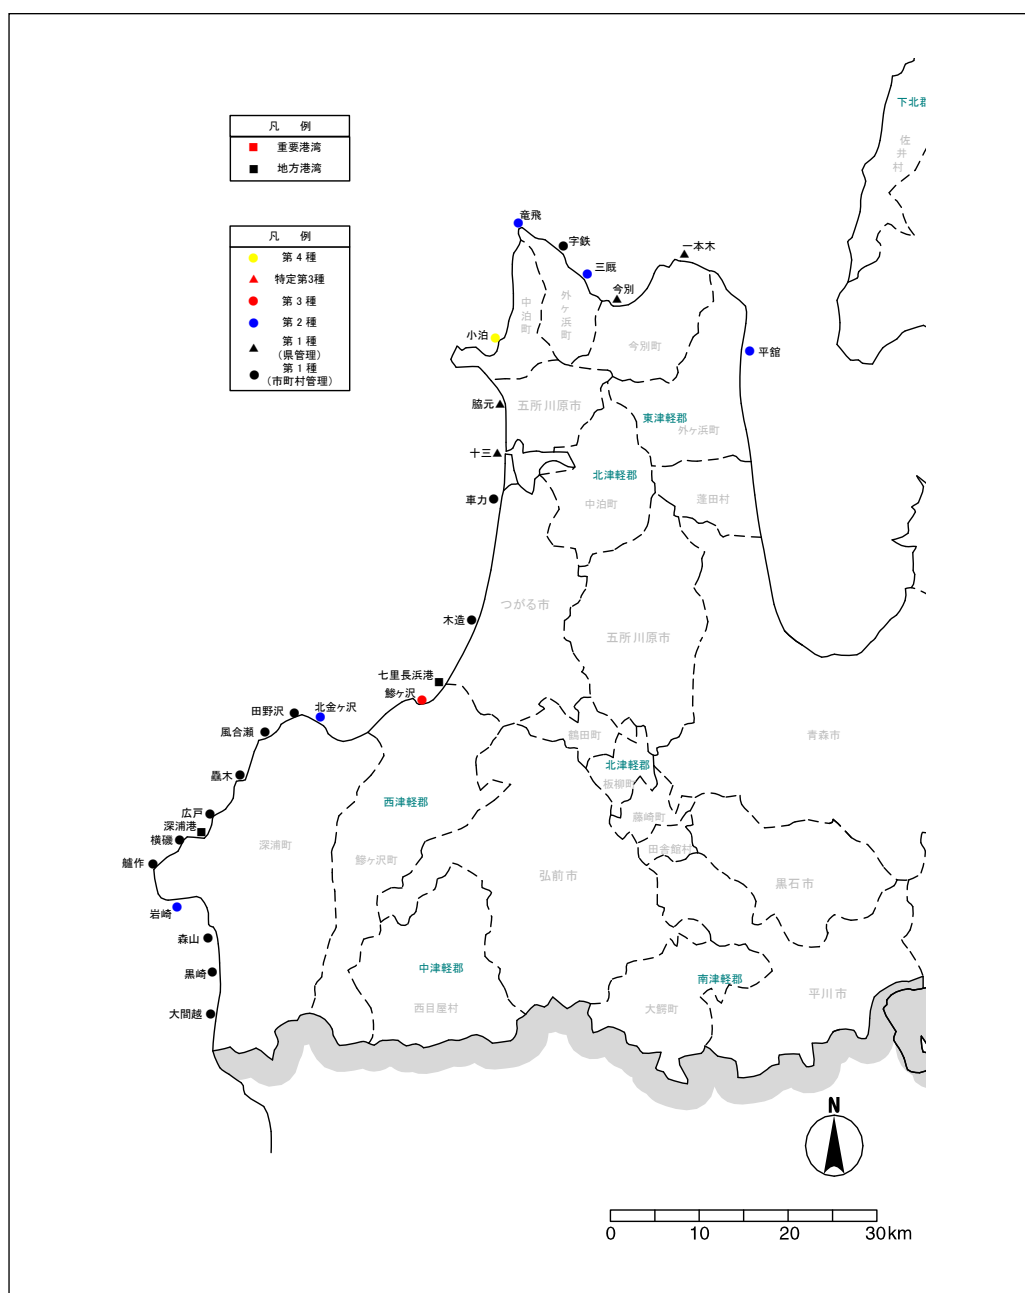 凡 例
重要港湾
地方港湾
凡 例
第4種
特定第3種
第3種
第2種
第1種
(県管理)
第1種
(市町村管理)
下北郡
佐井村
竜飛
字鉄
三厩
今別
一本木
平舘
中泊町
外ヶ浜町
今別町
小泊
脇元
五所川原市
東津軽郡
外ヶ浜町
十三
北津軽郡
中泊町
蓬田村
車力
つがる市
木造
五所川原市
七里長浜港
鰺ヶ沢
北金ヶ沢
田野沢
風合瀬
鶴田町
青森市
驫木
北津軽郡
板柳町
西津軽郡
広戸
深浦港
藤崎町
横磯
深浦町
田舎館村
艫作
鰺ヶ沢町
弘前市
黒石市
岩崎
森山
黒崎
中津軽郡
南津軽郡
平川市
西目屋村
大鰐町
大間越
N
0 10 20 30km